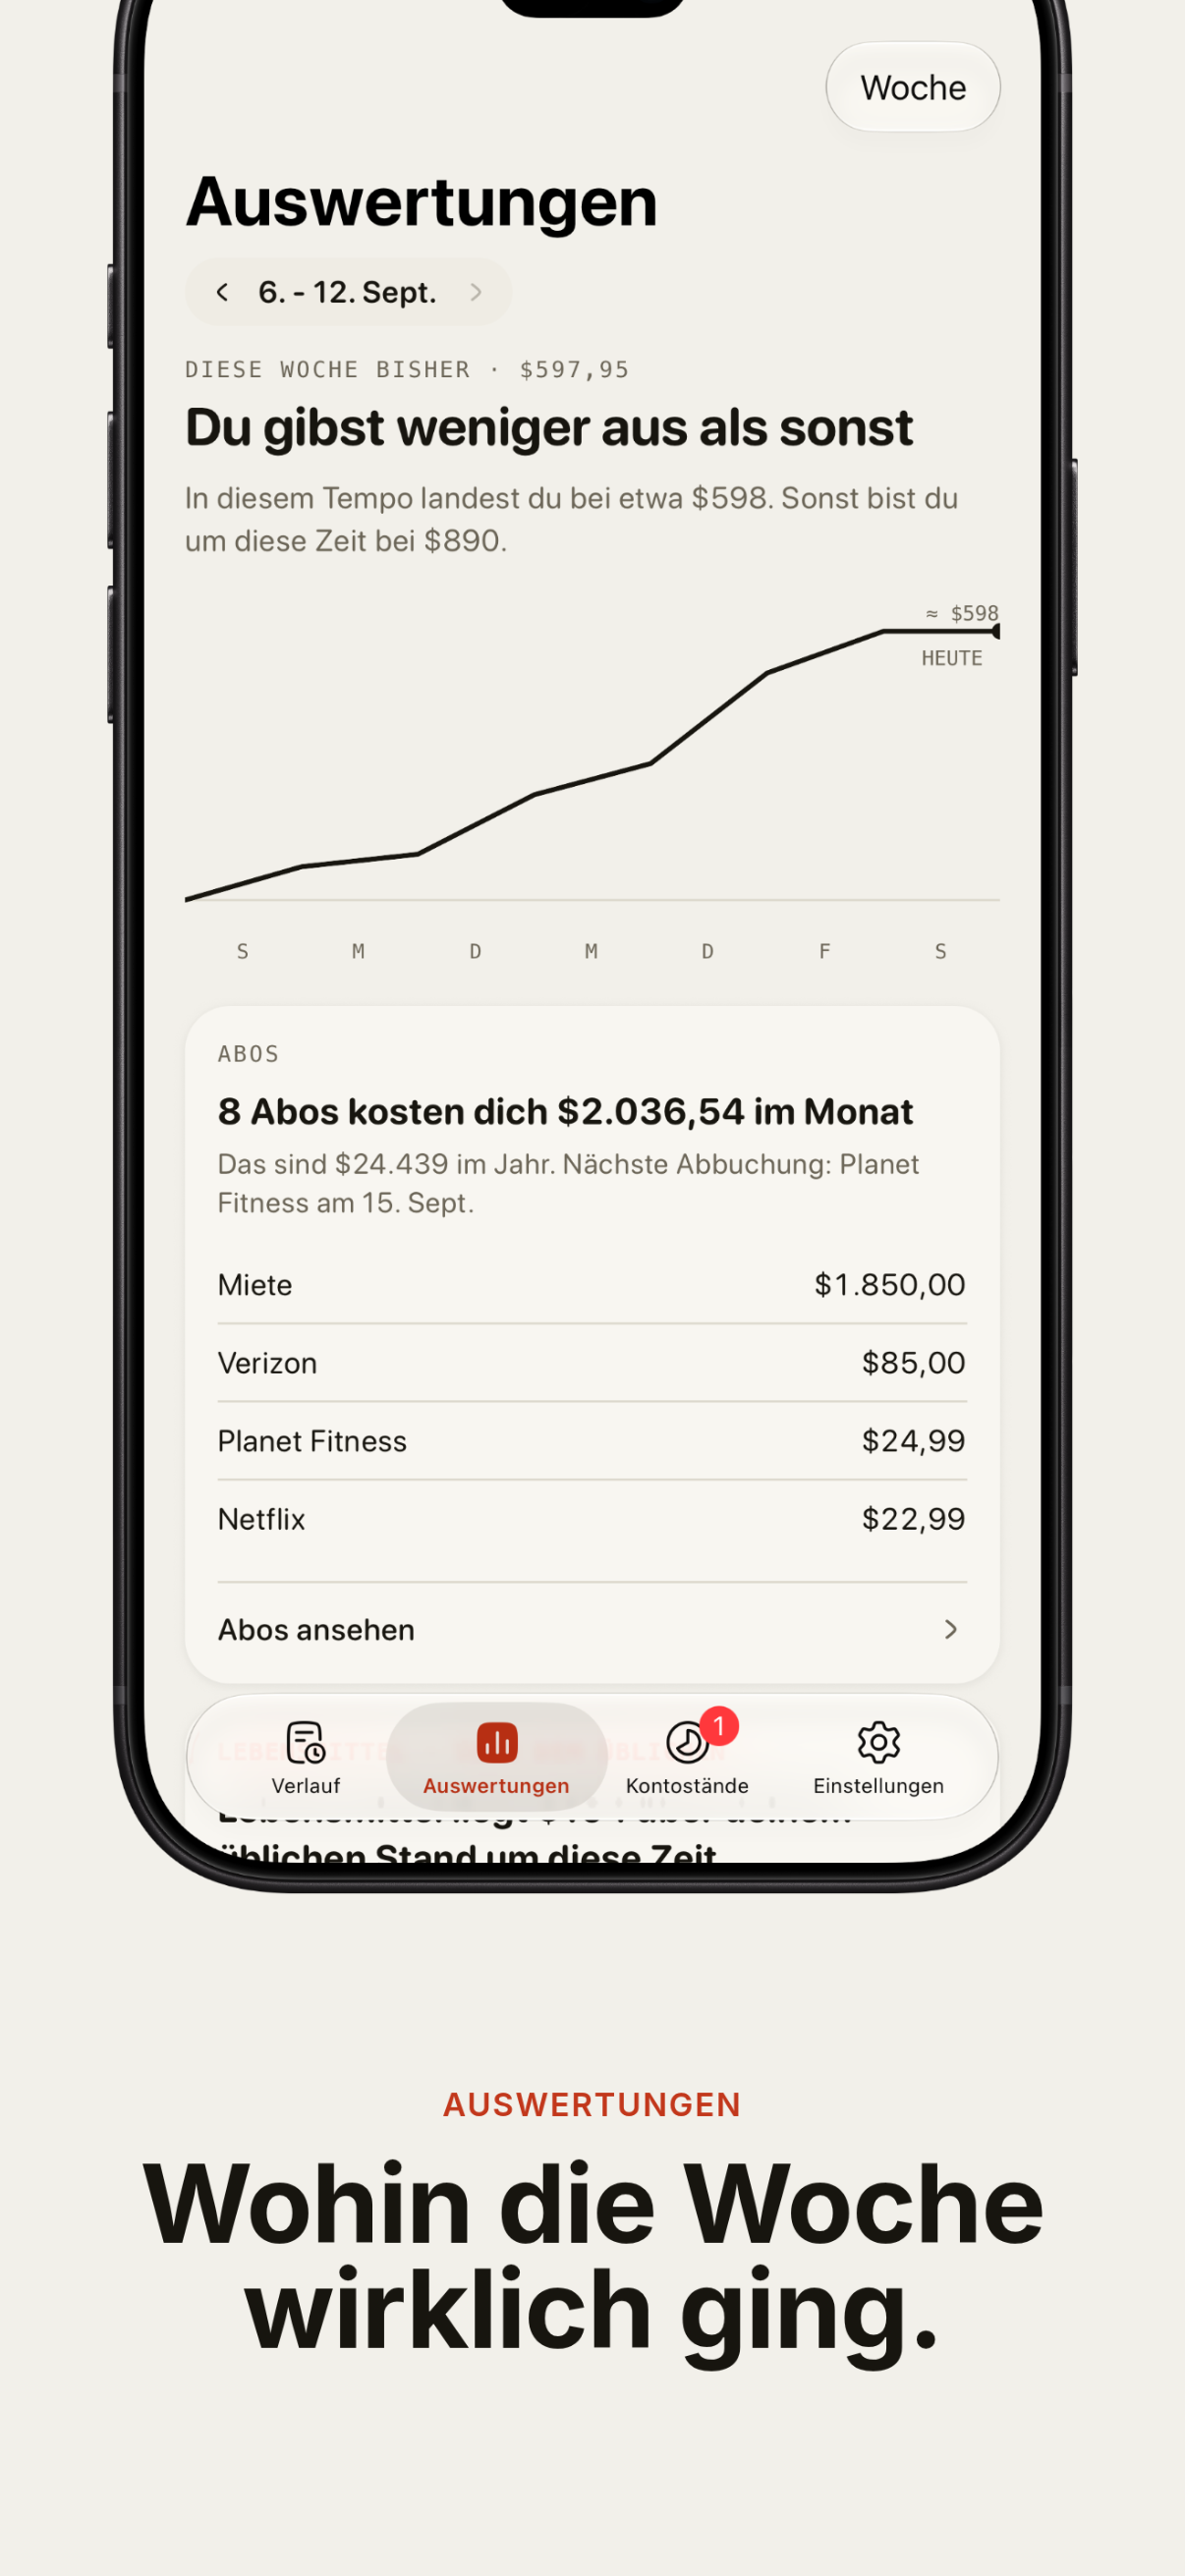 Woche
Auswertungen
6. - 12. Sept.
DIESE WOCHE BISHER · $597,95
Du gibst weniger aus als sonst
In diesem Tempo landest du bei etwa $598. Sonst bist du
um diese Zeit bei $890.
≈ $598
HEUTE
S M D M D F S
ABOS
8 Abos kosten dich $2.036,54 im Monat
Das sind $24.439 im Jahr. Nächste Abbuchung: Planet
Fitness am 15. Sept.
Miete $1.850,00
Verizon $85,00
Planet Fitness $24,99
Netflix $22,99
Abos ansehen
1
Verlauf Auswertungen Kontostände Einstellungen
üblichen Stand um diese Zeit
AUSWERTUNGEN
Wohin die Woche
wirklich ging.